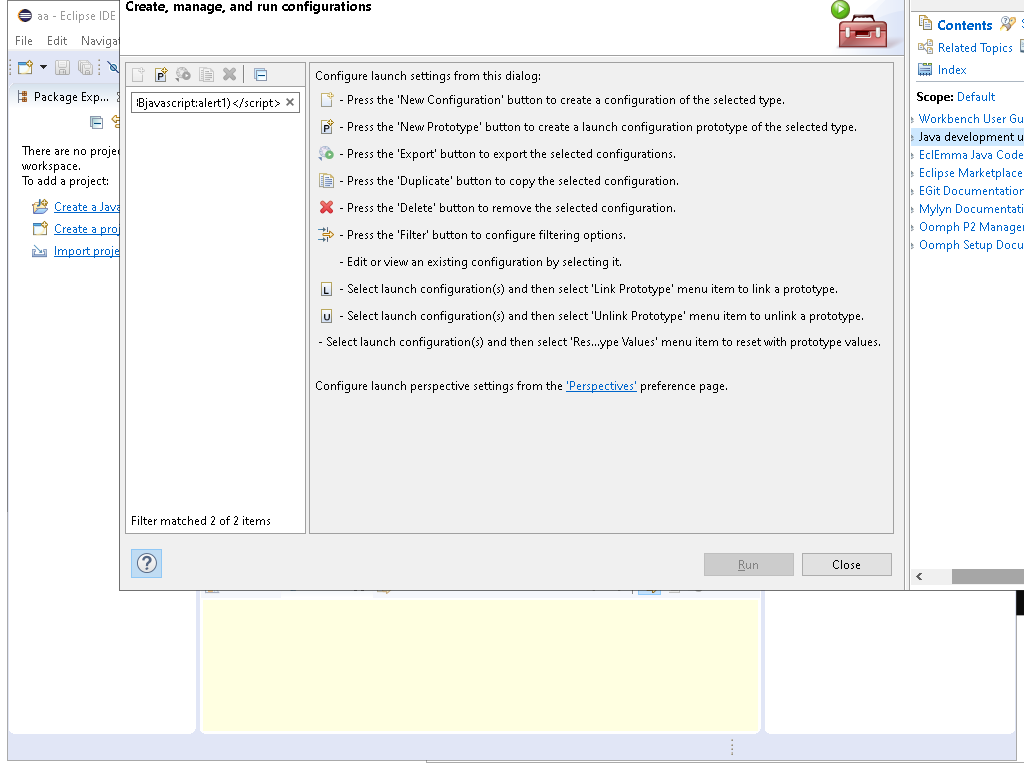 aa - Eclipse IDE
File Edit Navigat
Package Exp...
There are no projec
workspace.
To add a project:
Create a Java
Create a proj
Import proje
Create, manage, and run configurations
P
3javascript:alert1)</script>
Filter matched 2 of 2 items
Configure launch settings from this dialog:
- Press the 'New Configuration' button to create a configuration of the selected type.
P - Press the 'New Prototype' button to create a launch configuration prototype of the selected type.
- Press the 'Export' button to export the selected configurations.
- Press the 'Duplicate' button to copy the selected configuration.
- Press the 'Delete' button to remove the selected configuration.
- Press the 'Filter' button to configure filtering options.
- Edit or view an existing configuration by selecting it.
L - Select launch configuration(s) and then select 'Link Prototype' menu item to link a prototype.
U - Select launch configuration(s) and then select 'Unlink Prototype' menu item to unlink a prototype.
- Select launch configuration(s) and then select 'Res...ype Values' menu item to reset with prototype values.
Configure launch perspective settings from the 'Perspectives' preference page.
?
Run Close
Contents
Related Topics
Index
Scope: Default
Workbench User Gu
Java development u
EclEmma Java Code
Eclipse Marketplace
EGit Documentation
Mylyn Documentati
Oomph P2 Manager
Oomph Setup Docu